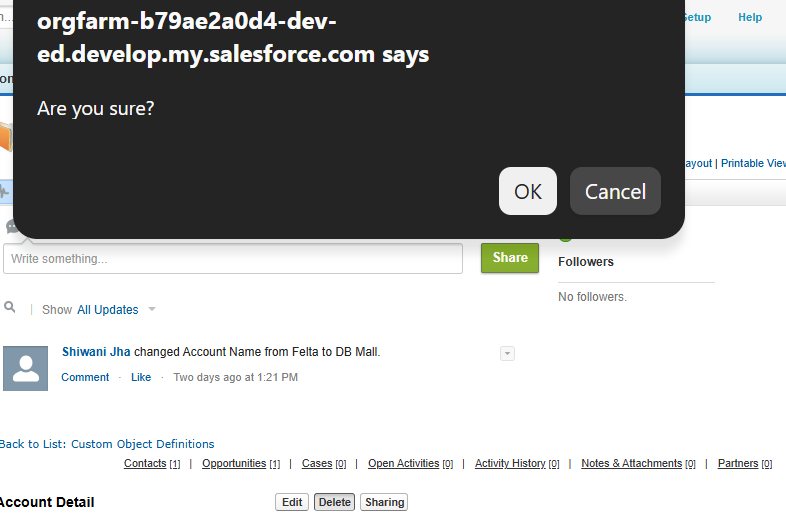 orgfarm-b79ae2a0d4-dev-
ed.develop.my.salesforce.com says
Are you sure?
OK Cancel
Help
Printable View
Write something...
Share
Followers
No followers.
Show All Updates
Shiwani Jha changed Account Name from Felta to DB Mall.
Comment · Like · Two days ago at 1:21 PM
Back to List: Custom Object Definitions
Contacts [1] | Opportunities [1] | Cases [0] | Open Activities [0] | Activity History [0] | Notes & Attachments [0] | Partners [0]
Account Detail
Edit Delete Sharing